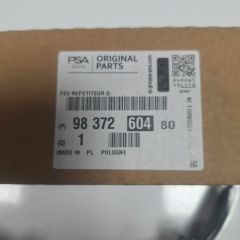 PSA
ORIGINAL
PARTS
FEU REPETITEUR D
(P) 98 372 604 80
(Q) 1
MADE IN PL POLOGNE